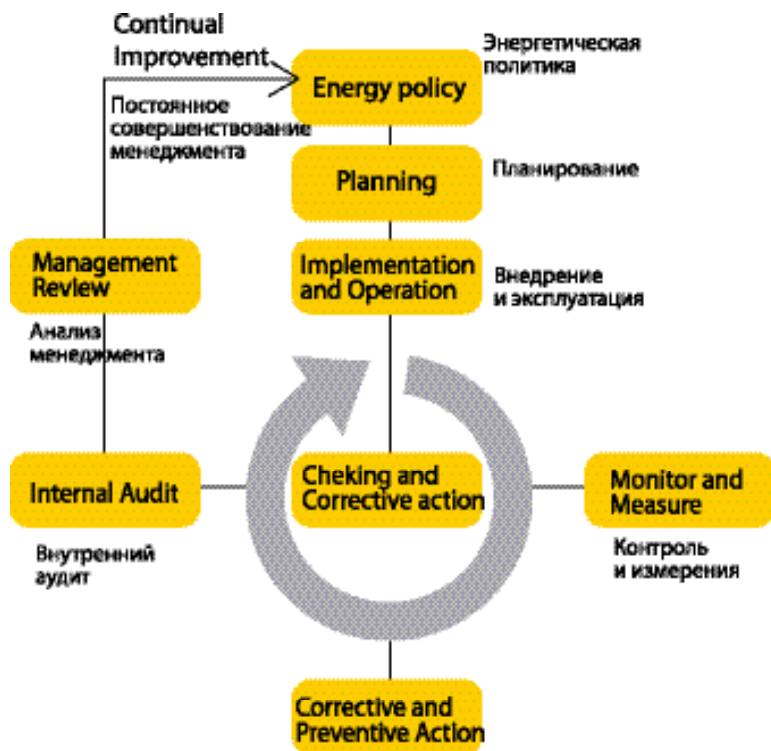 Continual
Improvement
Энергетическая
политика
Energy policy
Постоянное
совершенствование
менеджмента
Planning
Планирование
Management
Review
Implementation
and Operation
Внедрение
и эксплуатация
Анализ
менеджмента
Internal Audit
Cheking and
Corrective action
Monitor and
Measure
Внутренний
аудит
Контроль
и измерения
Corrective and
Preventive Action